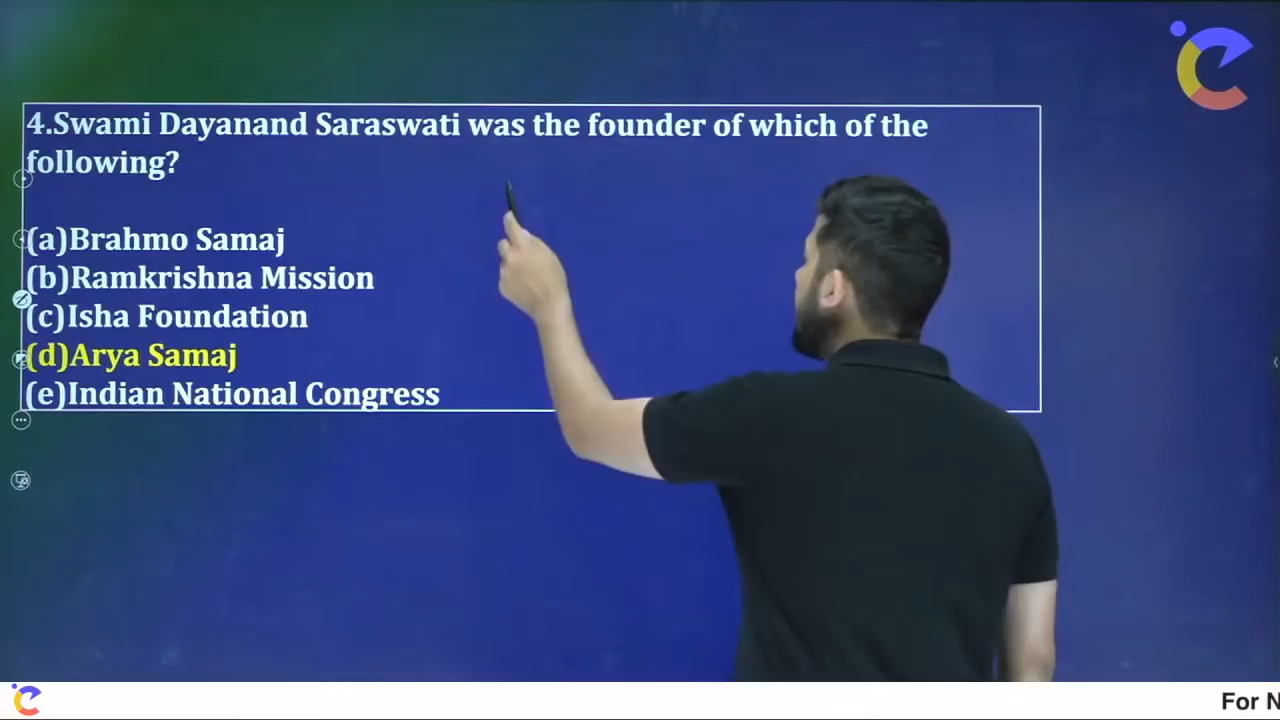 4.Swami Dayanand Saraswati was the founder of which of the
following?
(a)Brahmo Samaj
(b)Ramkrishna Mission
(c)Isha Foundation
(d)Arya Samaj
(e)Indian National Congress
For N